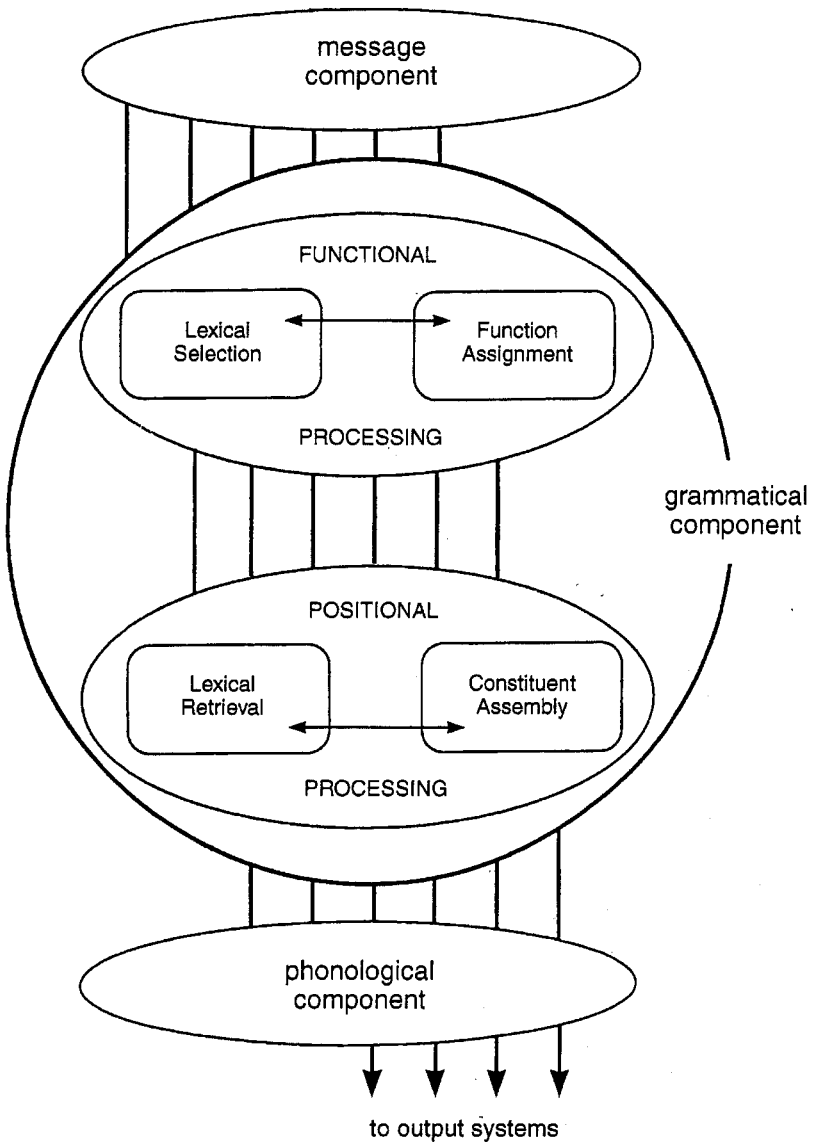 message
component
FUNCTIONAL
Lexical
Selection
Function
Assignment
PROCESSING
grammatical
component
POSITIONAL
Lexical
Retrieval
Constituent
Assembly
PROCESSING
phonological
component
to output systems